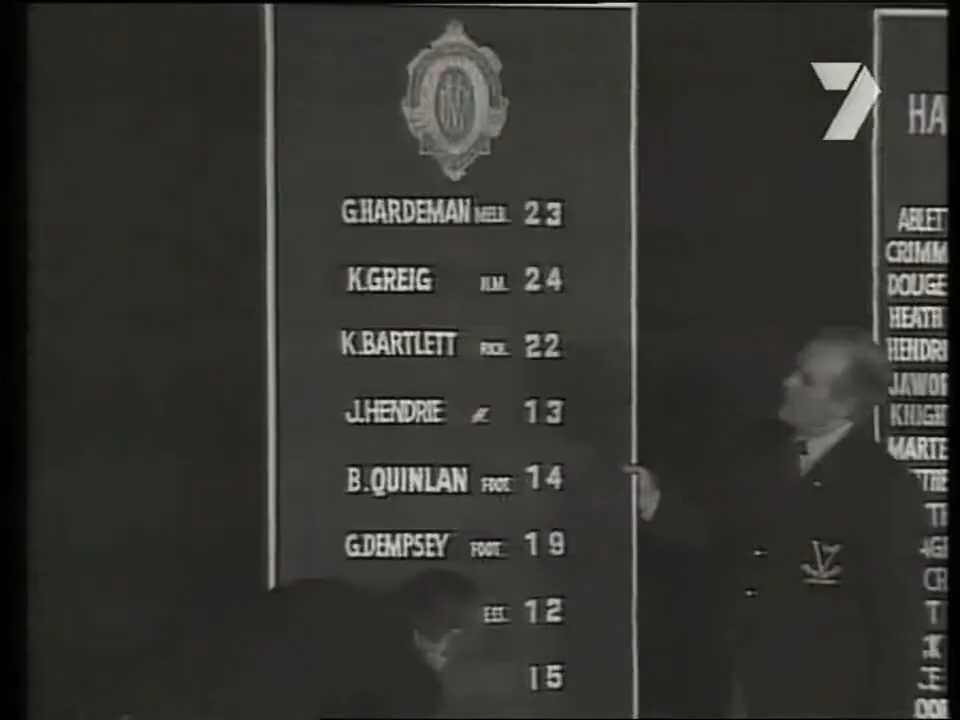 7
HA
G.HARDEMAN MELB. 23
K.GREIG N.M. 24
K.BARTLETT RICH. 22
J.HENDRIE 13
B.QUINLAN FOOT. 14
G.DEMPSEY FOOT. 19
ESS. 12
15
ABLET
CRIMM
DOUGE
HEATH
HENDRI
JAWOR
KNIGH
MARTE